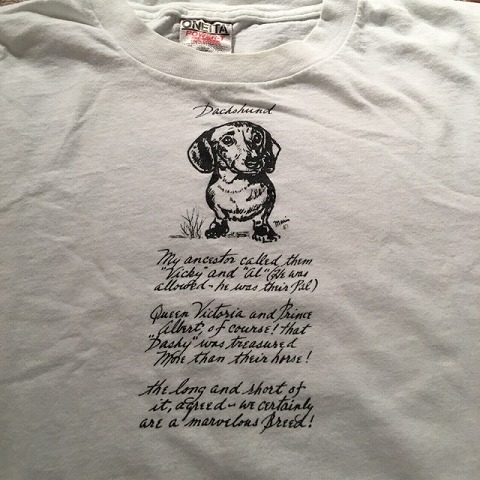 ONEITA
POWER-T
Dachshund
My ancestor called them
"Vicky" and "Al" (He was
allowed - he was their Pal)
Queen Victoria and Prince
Albert, of course! That
"Dashy" was treasured
More than their horse!
the long and short of
it, agreed - we certainly
are a marvelous Breed!